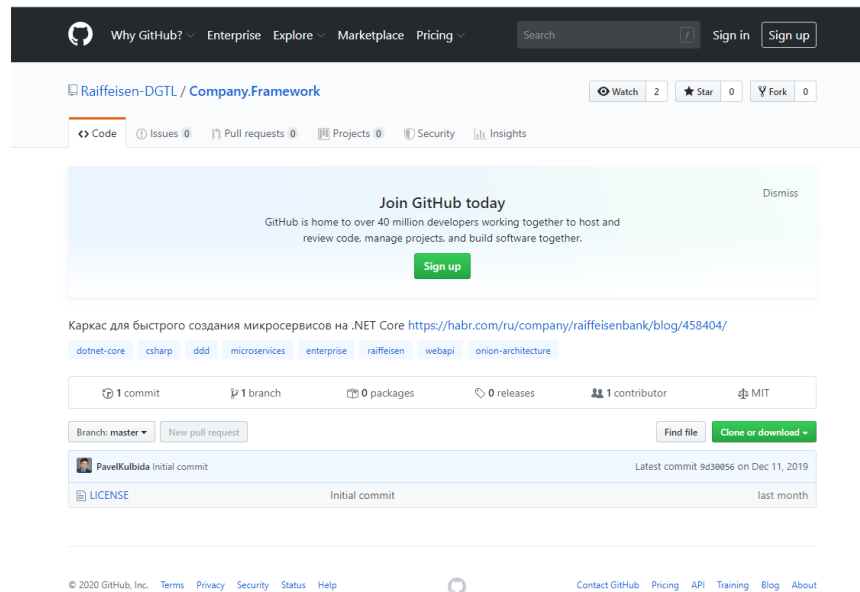 Why GitHub? Enterprise Explore Marketplace Pricing Search / Sign in Sign up
Raiffeisen-DGTL / Company.Framework Watch 2 Star 0 Fork 0
Code Issues 0 Pull requests 0 Projects 0 Security Insights
Join GitHub today
Dismiss
GitHub is home to over 40 million developers working together to host and
review code, manage projects, and build software together.
Sign up
Каркас для быстрого создания микросервисов на .NET Core https://habr.com/ru/company/raiffeisenbank/blog/458404/
dotnet-core csharp ddd microservices enterprise raiffeisen webapi onion-architecture
1 commit 1 branch 0 packages 0 releases 1 contributor MIT
Branch: master New pull request Find file Clone or download
PavelKulbida Initial commit Latest commit 9d30056 on Dec 11, 2019
LICENSE Initial commit last month
© 2020 GitHub, Inc. Terms Privacy Security Status Help Contact GitHub Pricing API Training Blog About